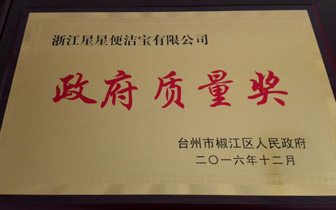 浙江星星便洁宝有限公司
政府质量奖
台州市椒江区人民政府
二〇一六年十二月